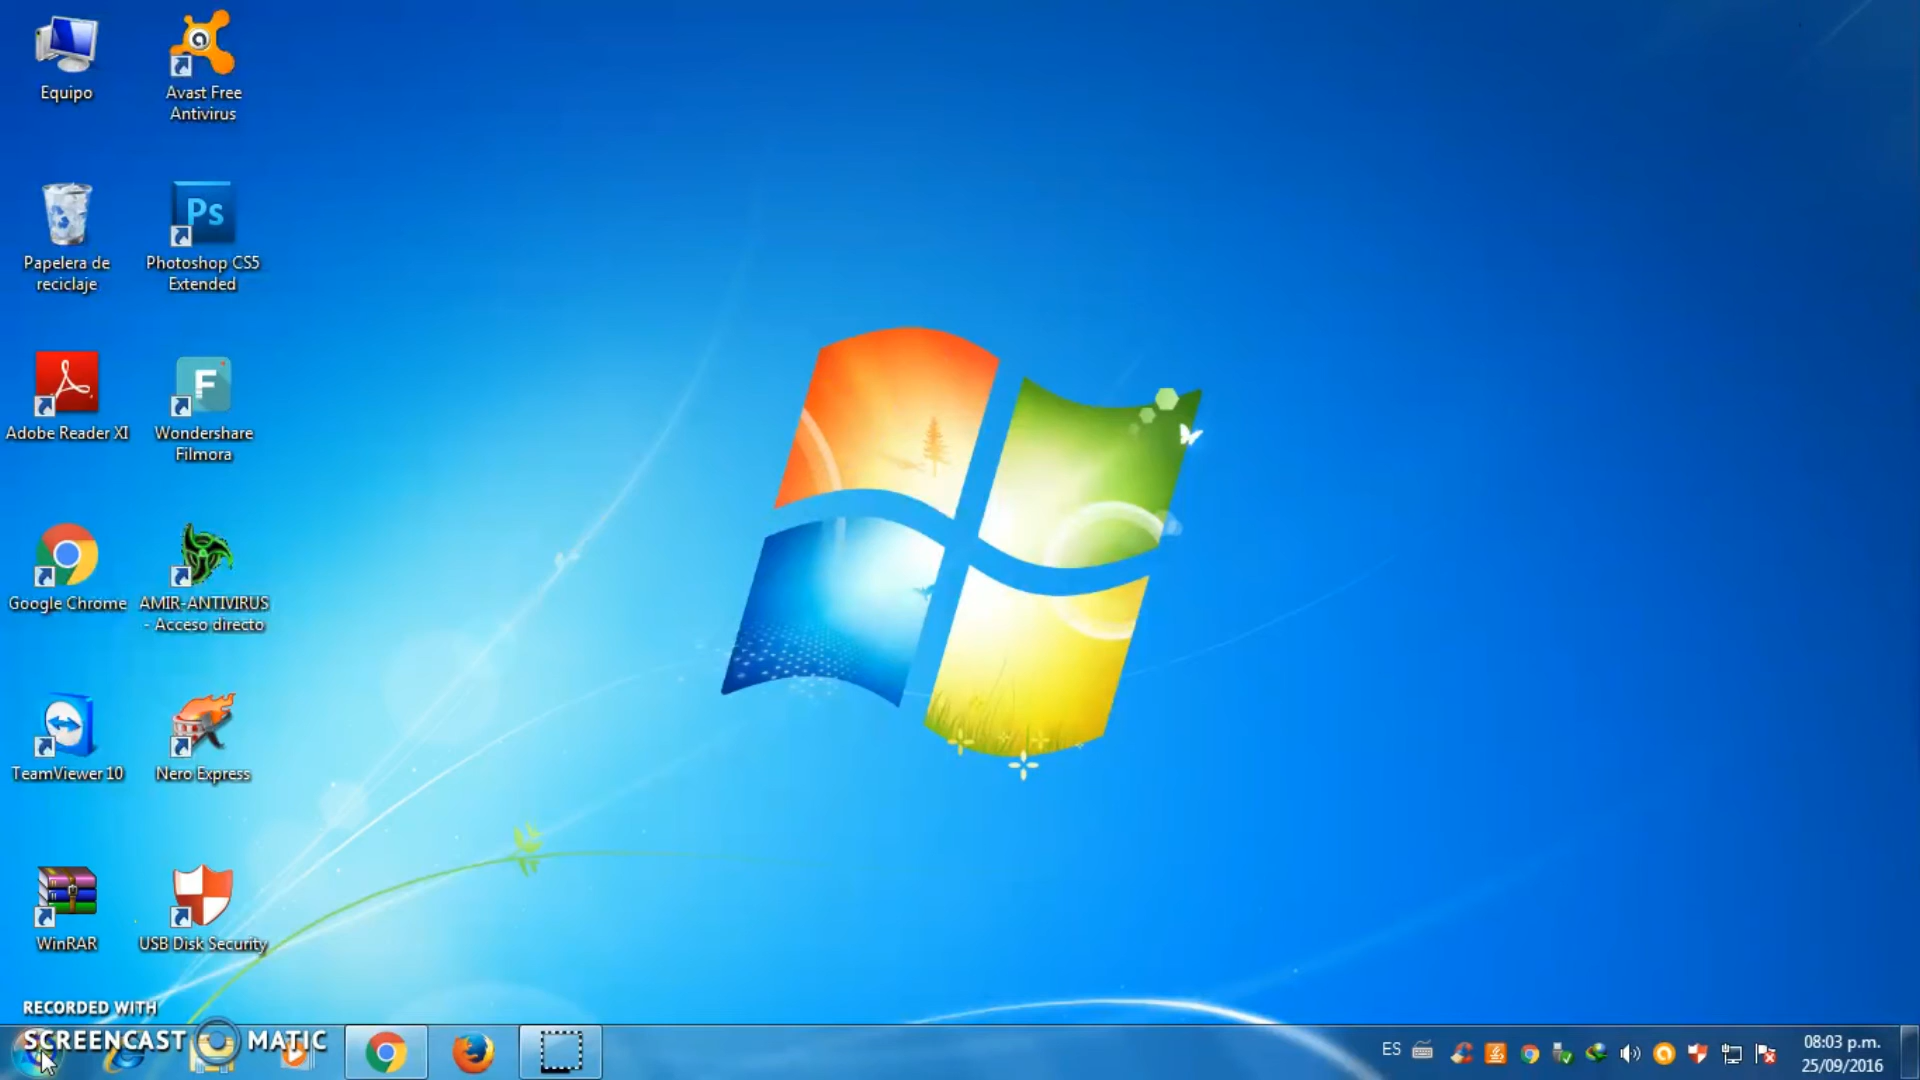 Equipo
Avast Free
Antivirus
Papelera de
reciclaje
Ps
Photoshop CS5
Extended
Adobe Reader XI
F
Wondershare
Filmora
Google Chrome
AMIR-ANTIVIRUS
- Acceso directo
TeamViewer 10
Nero Express
WinRAR
USB Disk Security
RECORDED WITH
SCREENCAST MATIC
ES
08:03 p.m.
25/09/2016